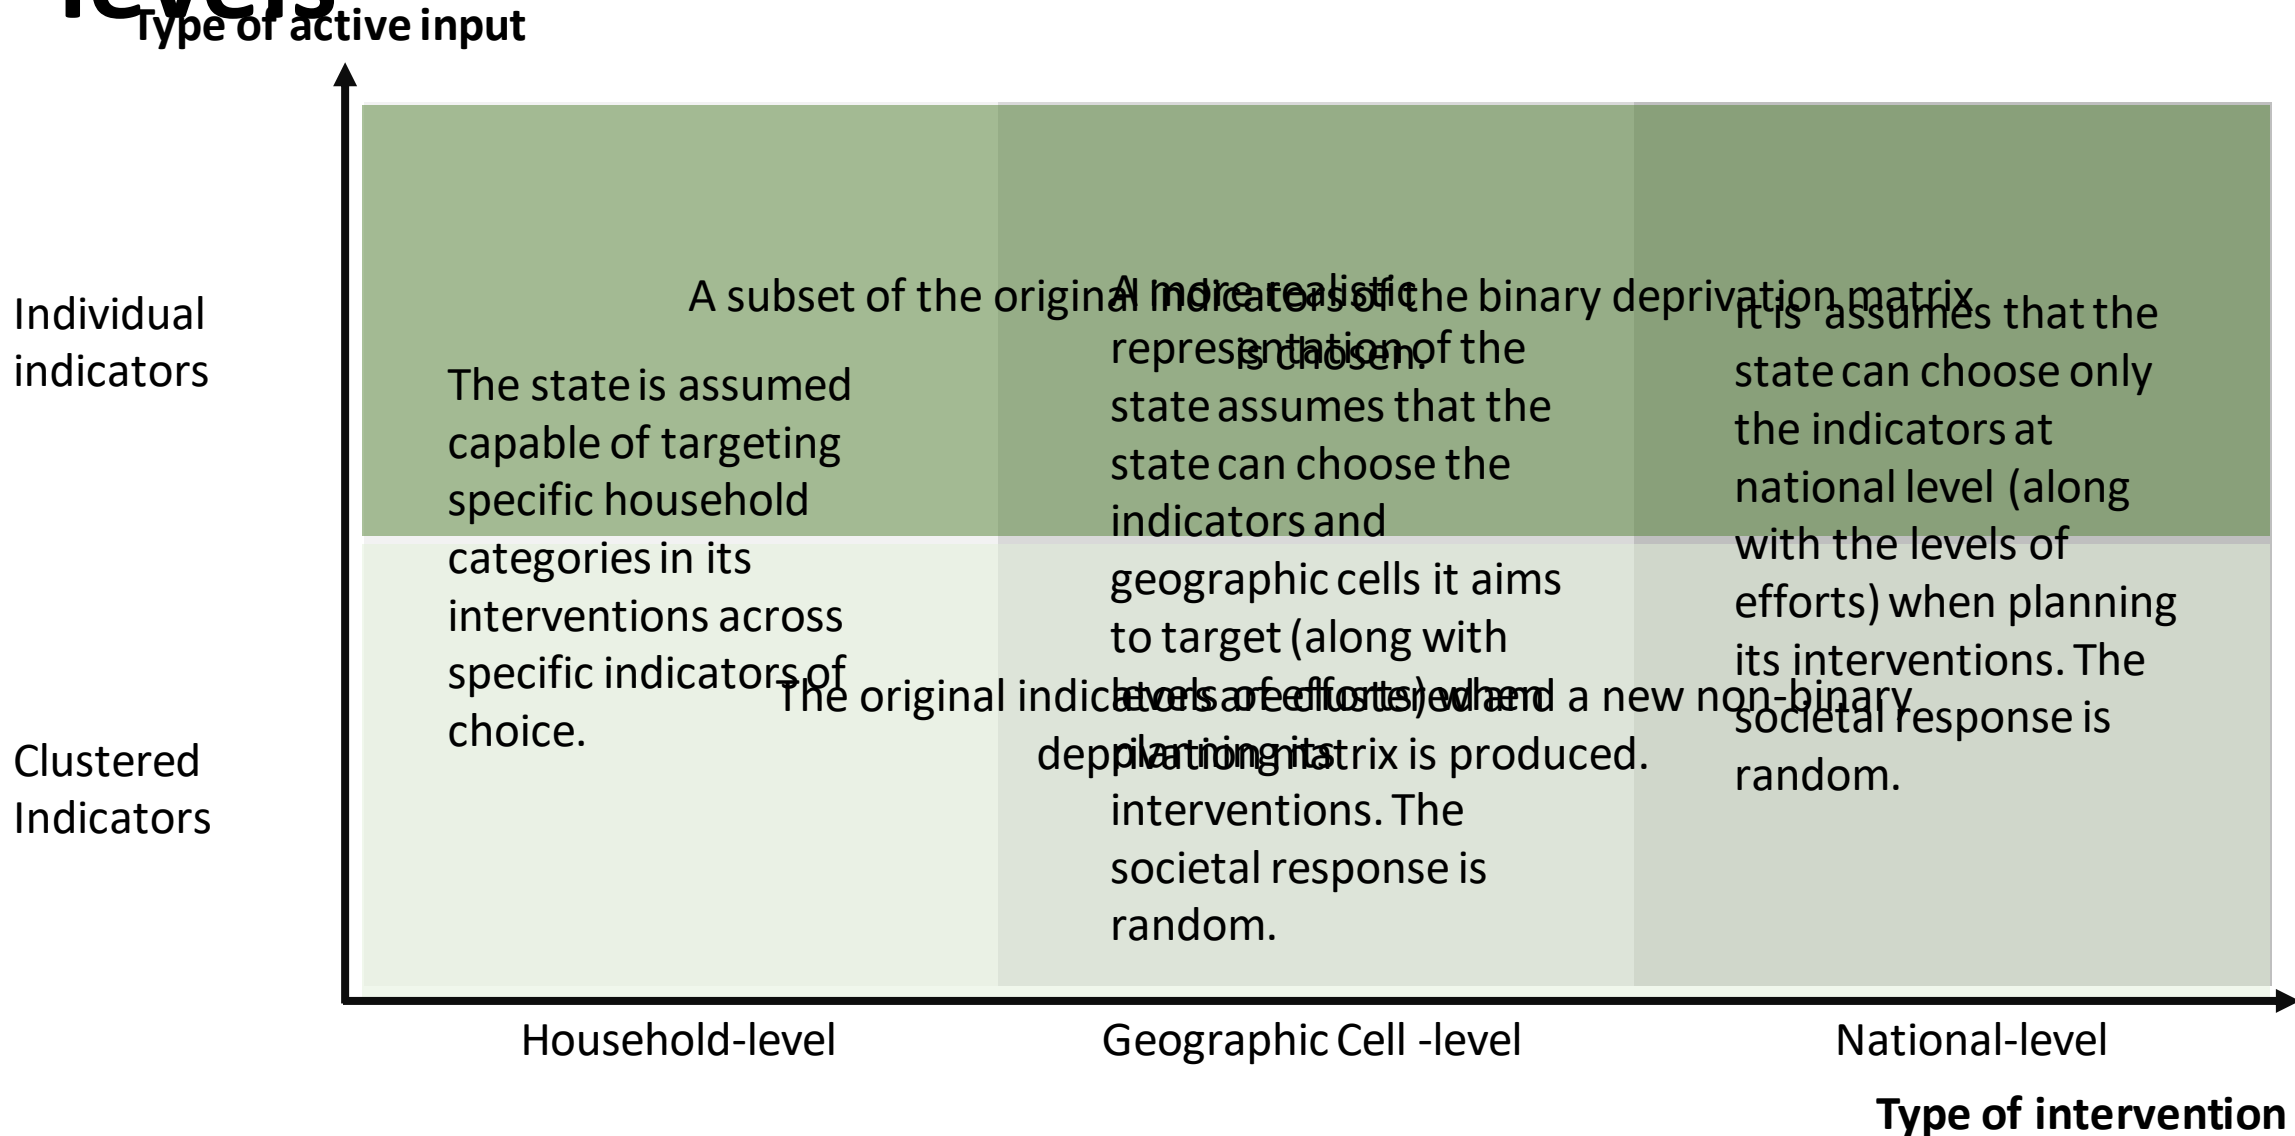 levels
Type of active input
Individual
indicators
A subset of the original indicators of the binary deprivation matrix
is chosen.
The state is assumed
capable of targeting
specific household
categories in its
interventions across
specific indicators of
choice.
A more realistic
representation of the
state assumes that the
state can choose the
indicators and
geographic cells it aims
to target (along with
levels of efforts) when
planning its
interventions. The
societal response is
random.
It is  assumes that the
state can choose only
the indicators at
national level (along
with the levels of
efforts) when planning
its interventions. The
societal response is
random.
Clustered
Indicators
The original indicators are clustered and a new non-binary
deprivation matrix is produced.
Household-level
Geographic Cell -level
National-level
Type of intervention